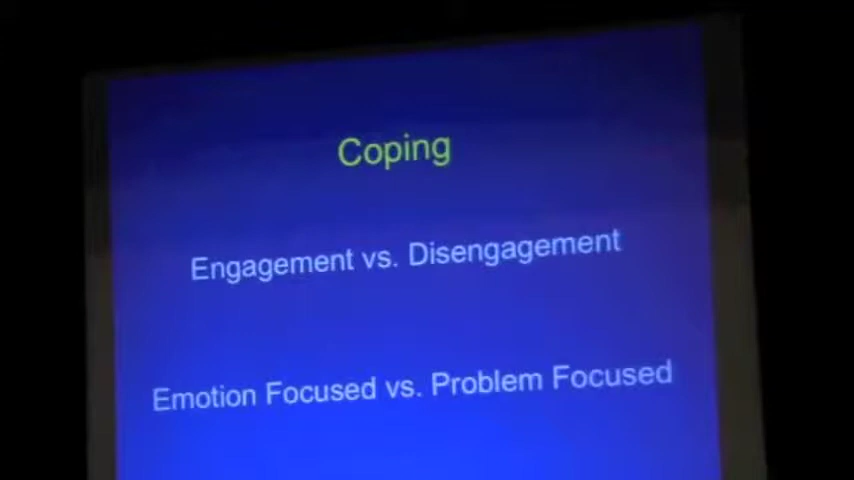 Coping
Engagement vs. Disengagement
Emotion Focused vs. Problem Focused